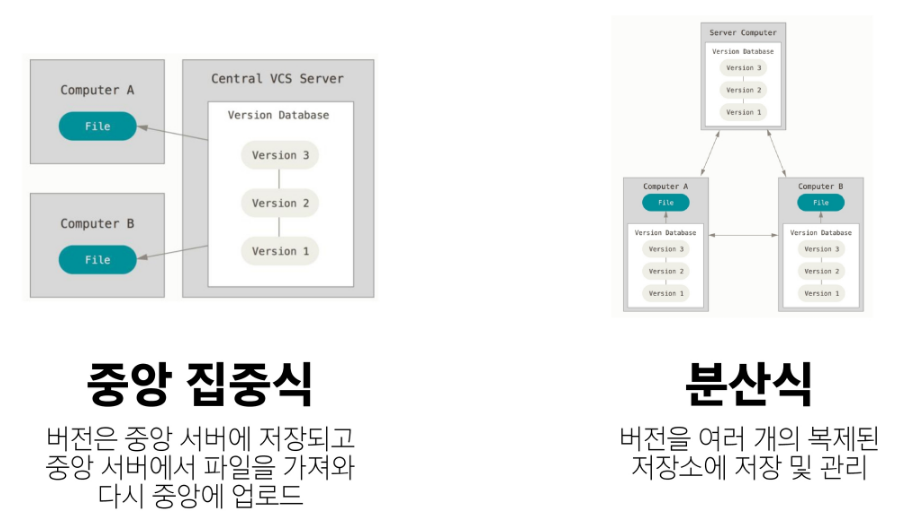 Computer A
File
Computer B
File
Central VCS Server
Version Database
Version 3
Version 2
Version 1
중앙 집중식
버전은 중앙 서버에 저장되고
중앙 서버에서 파일을 가져와
다시 중앙에 업로드
Server Computer
Version Database
Version 3
Version 2
Version 1
Computer A
File
Version Database
Version 3
Version 2
Version 1
Computer B
File
Version Database
Version 3
Version 2
Version 1
분산식
버전을 여러 개의 복제된
저장소에 저장 및 관리